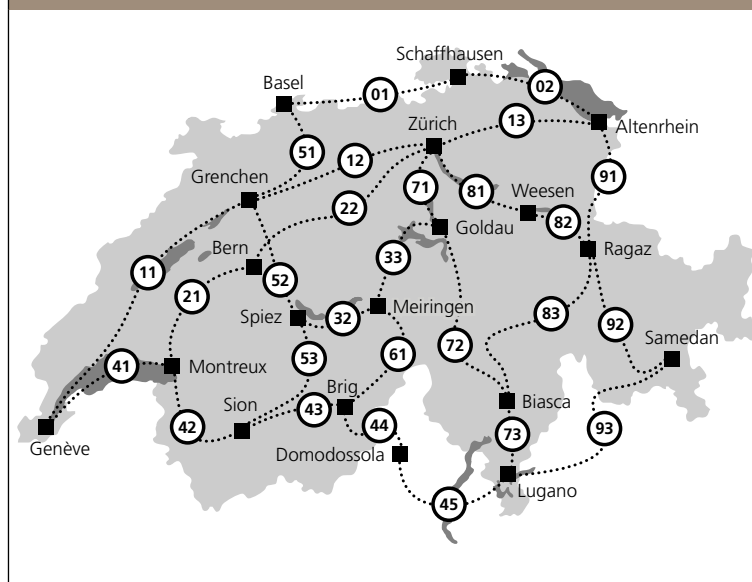 Schaffhausen
Basel
01
02
Zürich
13
Altenrhein
51
12
Grenchen
71
81
Weesen
91
22
82
Goldau
Bern
33
Ragaz
11
52
21
Meiringen
Spiez
32
83
92
53
61
72
Samedan
41
Montreux
Brig
Sion
43
44
Biasca
Genève
42
Domodossola
73
93
Lugano
45